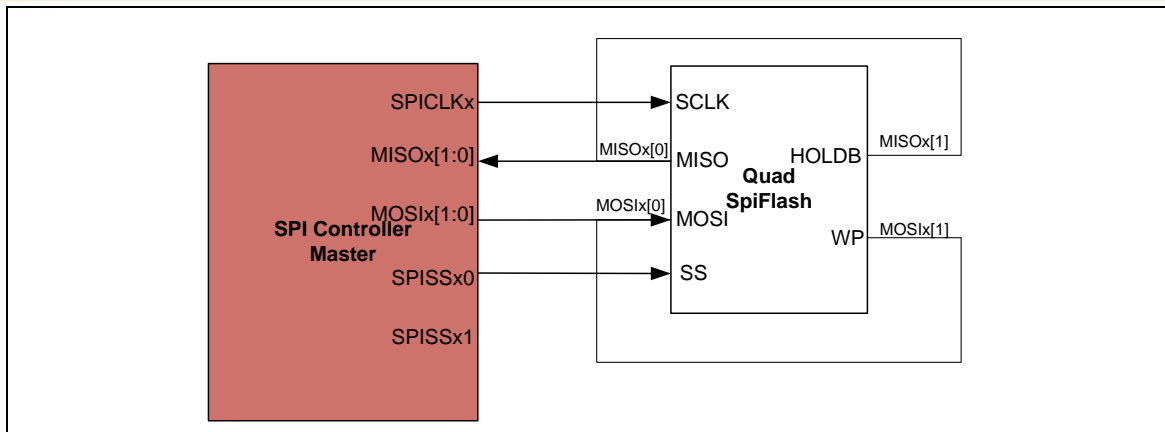 SPICLKx
MISOx[1:0]
MOSIx[1:0]
SPI Controller
Master
SPISSx0
SPISSx1
MISOx[0]
MOSIx[0]
SCLK
MISO
HOLDB
Quad
SpiFlash
MOSI
WP
SS
MISOx[1]
MOSIx[1]